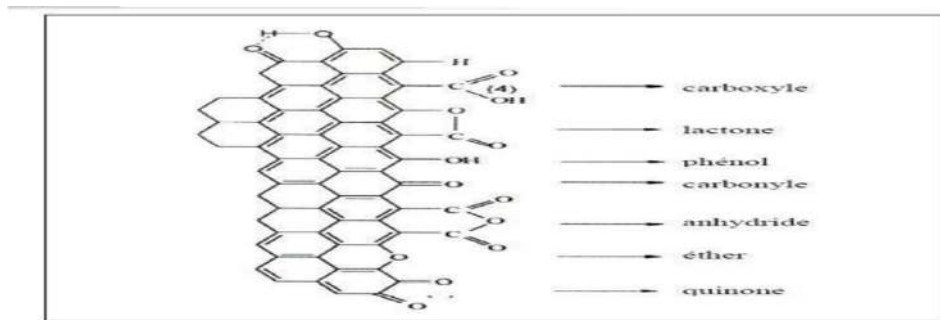 H O
O
H
O
C (4)
OH
carboxyle
O
C O
lactone
OH
phénol
O
carbonyle
O
C
O
anhydride
C
O
O
éther
O
O
quinone